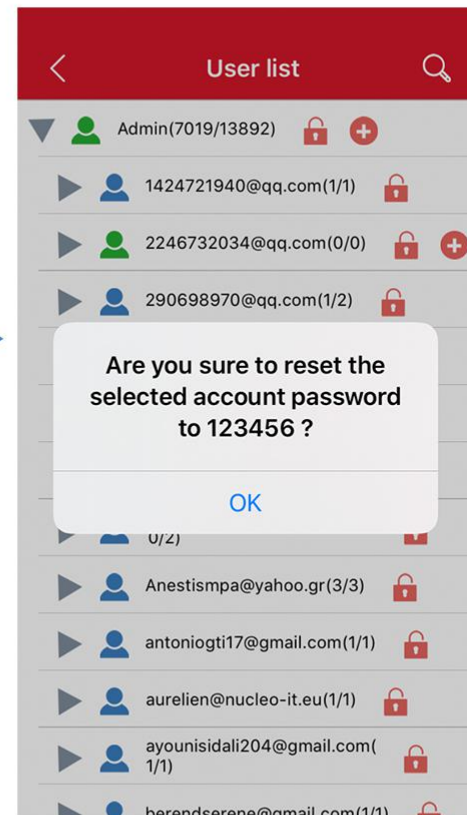 User list
Admin(7019/13892)
1424721940@qq.com(1/1)
2246732034@qq.com(0/0)
290698970@qq.com(1/2)
Are you sure to reset the
selected account password
to 123456 ?
OK
0/2)
Anestismpa@yahoo.gr(3/3)
antoniogti17@gmail.com(1/1)
aurelien@nucleo-it.eu(1/1)
ayounisidali204@gmail.com(
1/1)
berendserene@gmail.com(1/1)